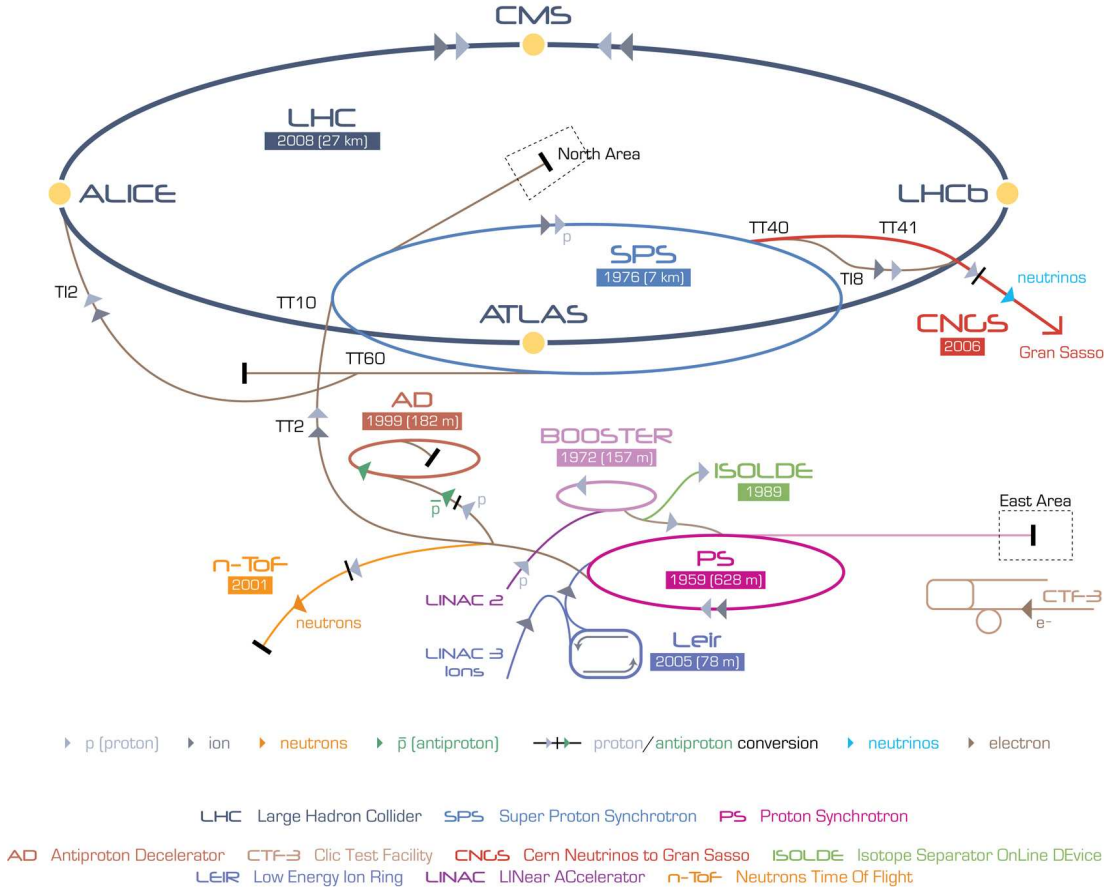 CMS
LHC
2008 (27 km)
North Area
ALICE
LHCb
TT40
TT41
SPS
1976 (7 km)
p
TI8
neutrinos
TI2
TT10
ATLAS
CNGS
2006
Gran Sasso
TT60
AD
1999 (182 m)
TT2
BOOSTER
1972 (157 m)
ISOLDE
1989
p̅
p
East Area
n-ToF
2001
PS
1959 (628 m)
p
LINAC 2
CTF-3
e-
neutrons
LINAC 3
Ions
Leir
2005 (78 m)
p (proton) ion neutrons p̅ (antiproton) proton/antiproton conversion neutrinos electron
LHC Large Hadron Collider SPS Super Proton Synchrotron PS Proton Synchrotron
AD Antiproton Decelerator CTF-3 Clic Test Facility CNGS Cern Neutrinos to Gran Sasso ISOLDE Isotope Separator OnLine DEvice
LEIR Low Energy Ion Ring LINAC LINear ACcelerator n-ToF Neutrons Time Of Flight